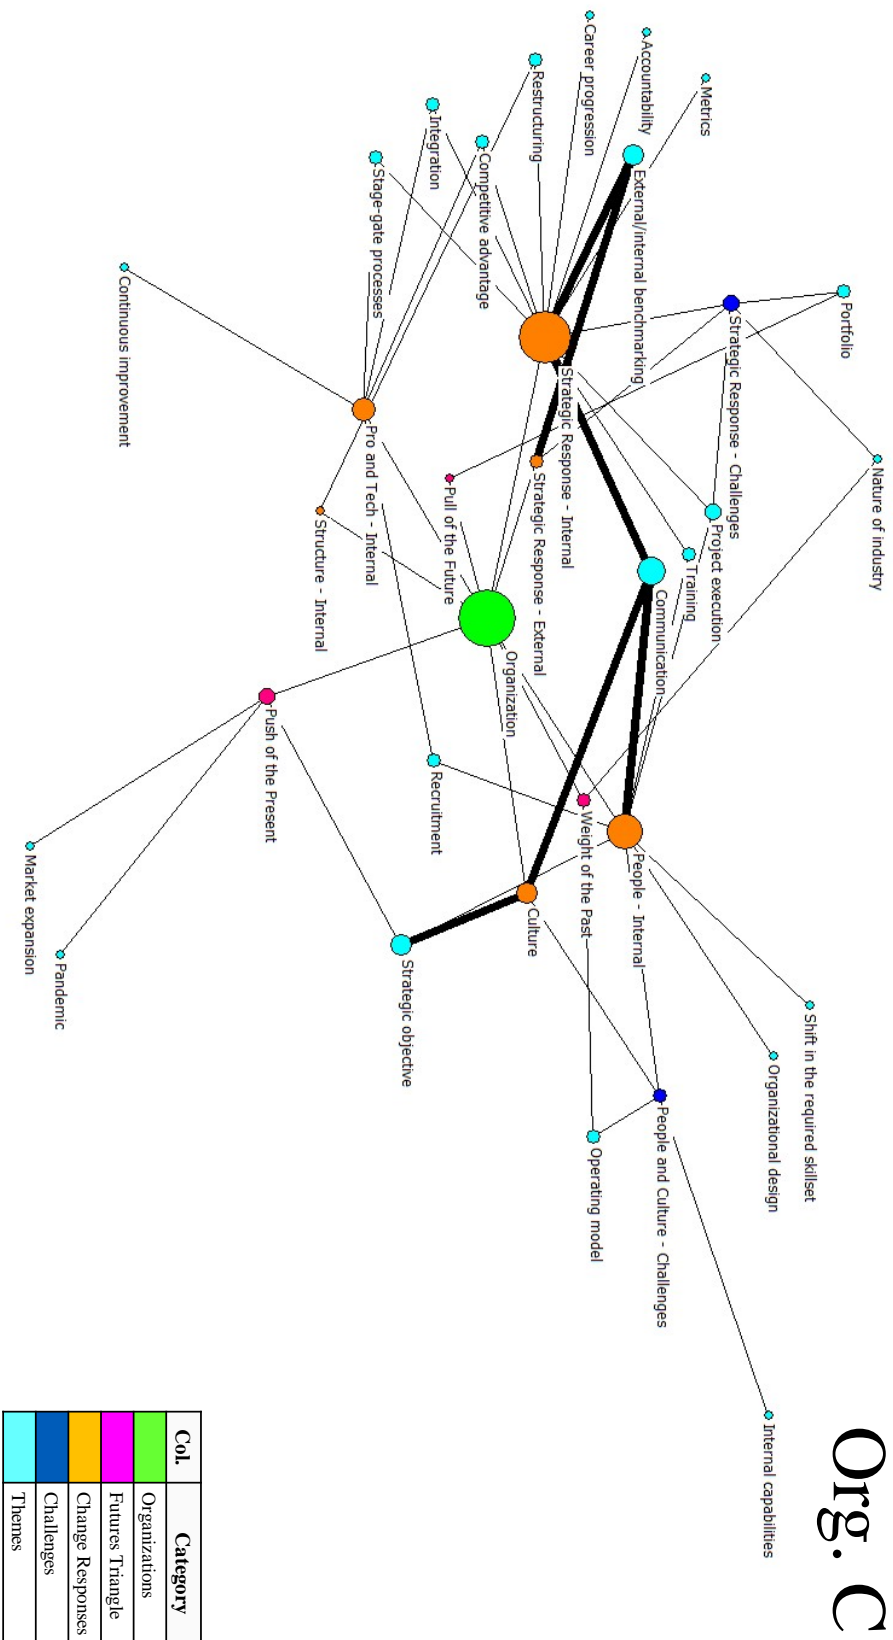 Org. C
Metrics
Accountability
Career progression
Restructuring
Integration
Competitive advantage
Stage-gate processes
Continuous improvement
External/internal benchmarking
Portfolio
Strategic Response - Challenges
Nature of industry
Strategic Response - Internal
Strategic Response - External
Pro and Tech - Internal
Pull of the Future
Structure - Internal
Project execution
Training
Communication
Organization
Push of the Present
Recruitment
Weight of the Past
People - Internal
Culture
Strategic objective
Market expansion
Pandemic
Shift in the required skillset
Organizational design
People and Culture - Challenges
Operating model
Internal capabilities
Col. Category
Organizations
Futures Triangle
Change Responses
Challenges
Themes